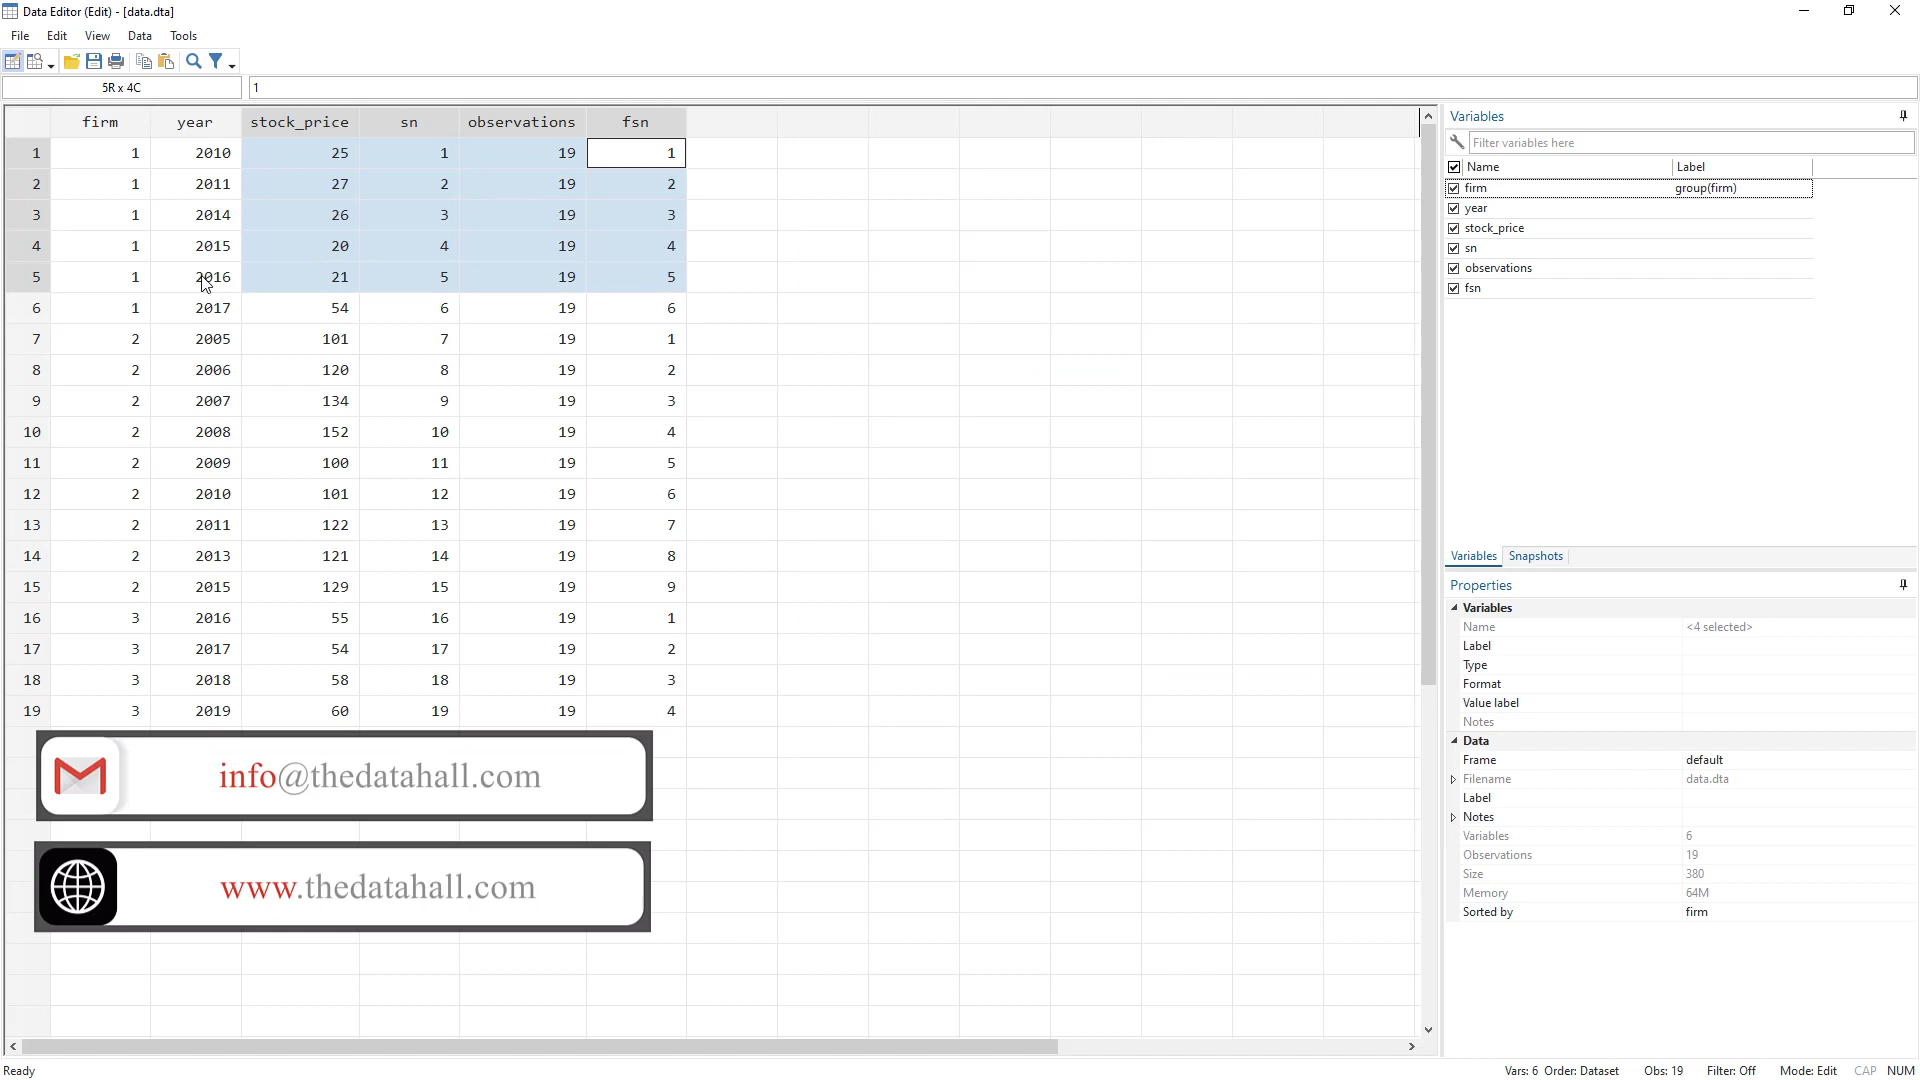 Data Editor (Edit) - [data.dta]
File Edit View Data Tools
5R x 4C 1
firm year stock_price sn observations fsn
1 1 2010 25 1 19 1
2 1 2011 27 2 19 2
3 1 2014 26 3 19 3
4 1 2015 20 4 19 4
5 1 2016 21 5 19 5
6 1 2017 54 6 19 6
7 2 2005 101 7 19 1
8 2 2006 120 8 19 2
9 2 2007 134 9 19 3
10 2 2008 152 10 19 4
11 2 2009 100 11 19 5
12 2 2010 101 12 19 6
13 2 2011 122 13 19 7
14 2 2013 121 14 19 8
15 2 2015 129 15 19 9
16 3 2016 55 16 19 1
17 3 2017 54 17 19 2
18 3 2018 58 18 19 3
19 3 2019 60 19 19 4
info@thedatahall.com
www.thedatahall.com
Variables
Filter variables here
Name Label
firm group(firm)
year
stock_price
sn
observations
fsn
Variables Snapshots
Properties
Variables
Name <4 selected>
Label
Type
Format
Value label
Notes
Data
Frame default
Filename data.dta
Label
Notes
Variables 6
Observations 19
Size 380
Memory 64M
Sorted by firm
Ready Vars: 6 Order: Dataset Obs: 19 Filter: Off Mode: Edit CAP NUM